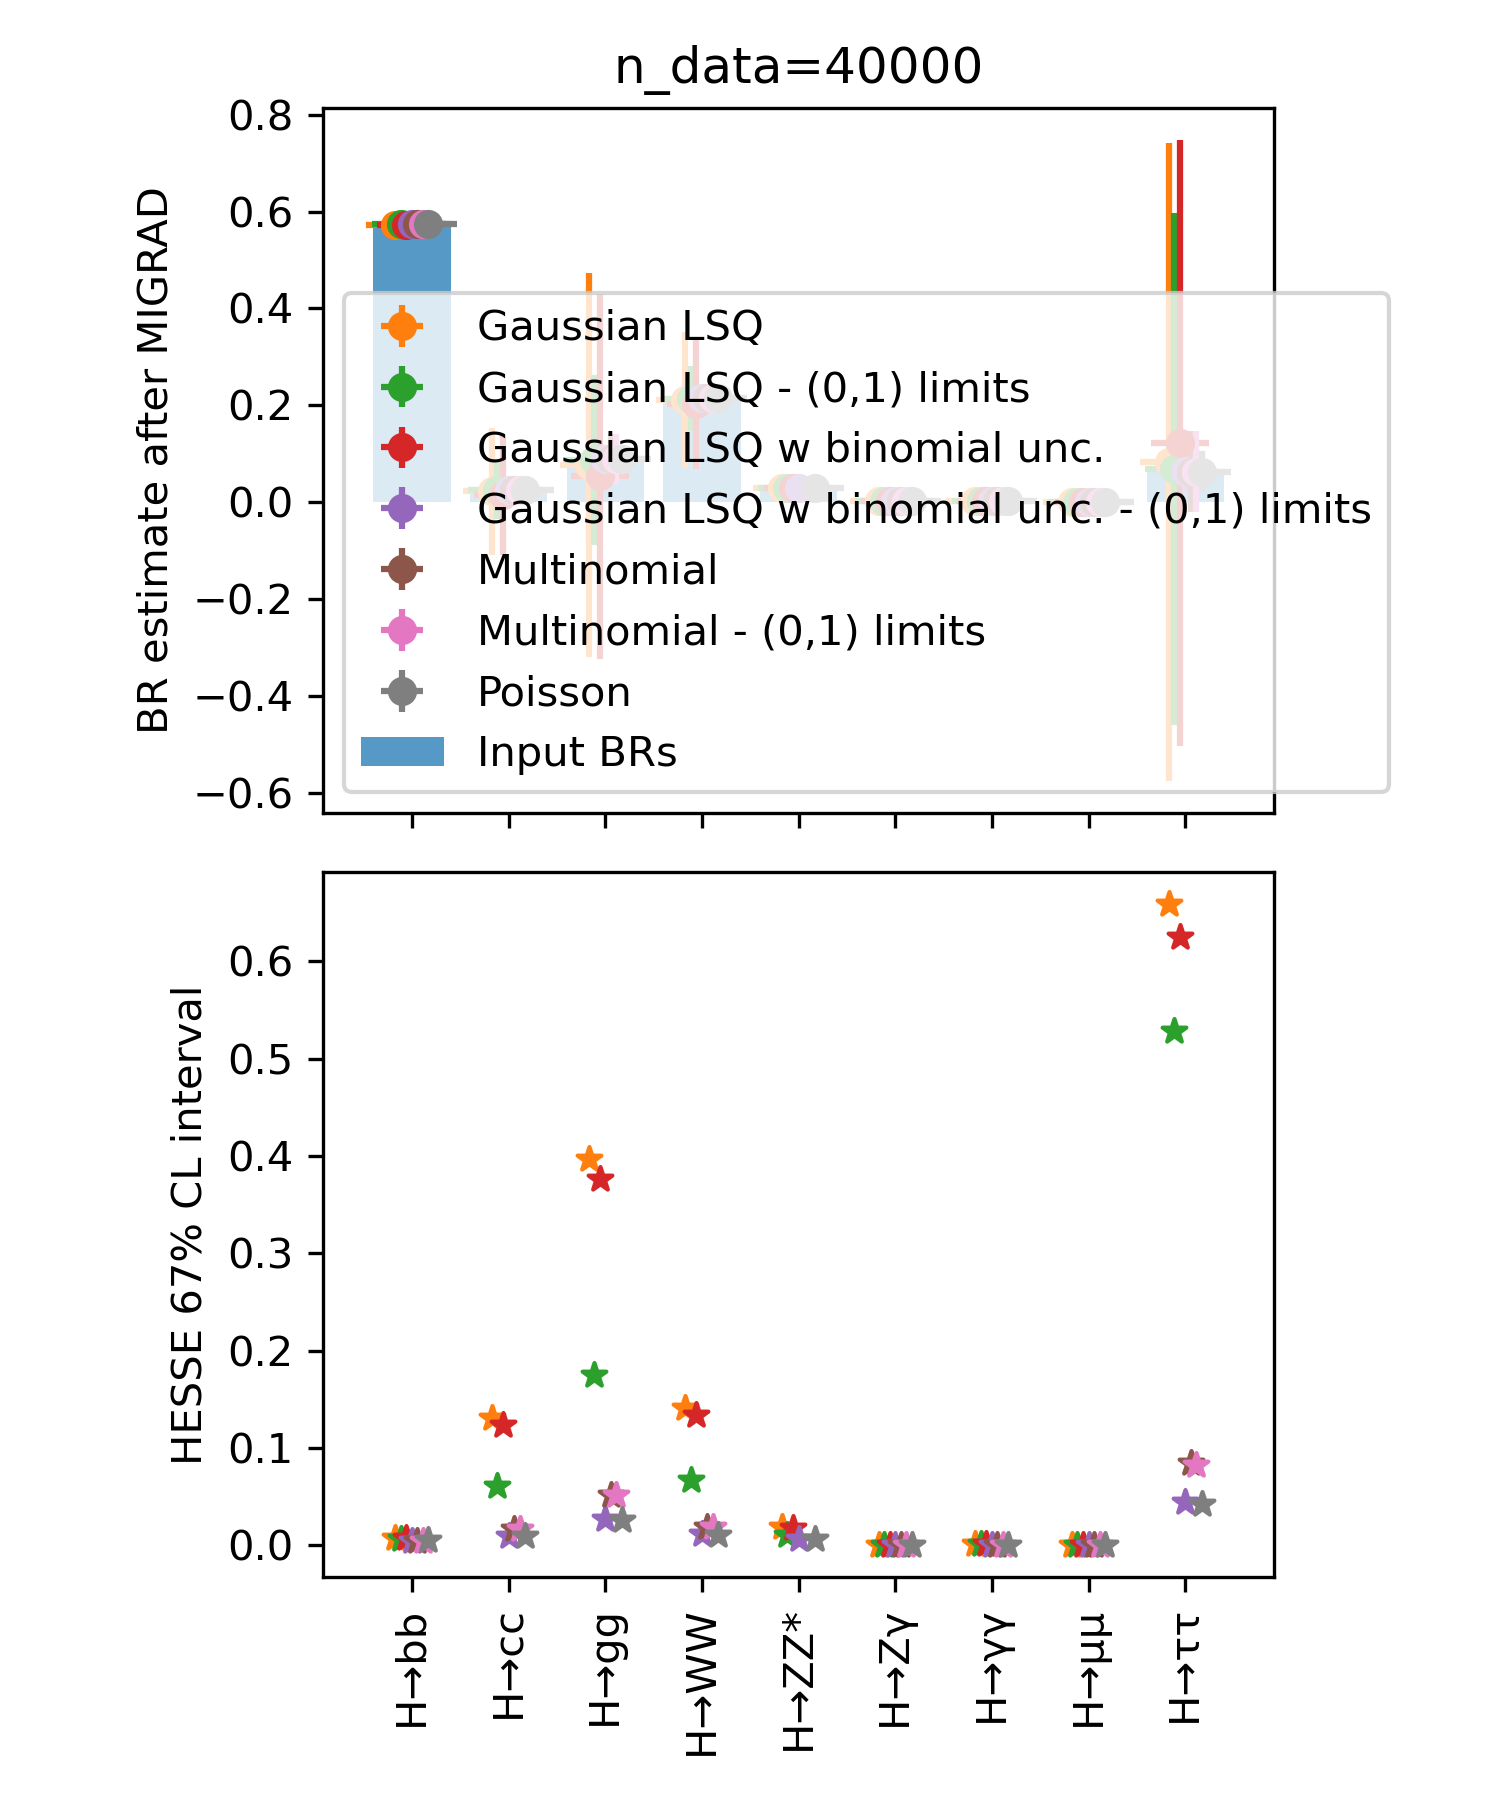 n_data=40000
BR estimate after MIGRAD
0.8
0.6
0.4
0.2
0.0
−0.2
−0.4
−0.6
Gaussian LSQ
Gaussian LSQ - (0,1) limits
Gaussian LSQ w binomial unc.
Gaussian LSQ w binomial unc. - (0,1) limits
Multinomial
Multinomial - (0,1) limits
Poisson
Input BRs
HESSE 67% CL interval
0.6
0.5
0.4
0.3
0.2
0.1
0.0
H→bb
H→cc
H→gg
H→WW
H→ZZ*
H→Zγ
H→γγ
H→μμ
H→ττ